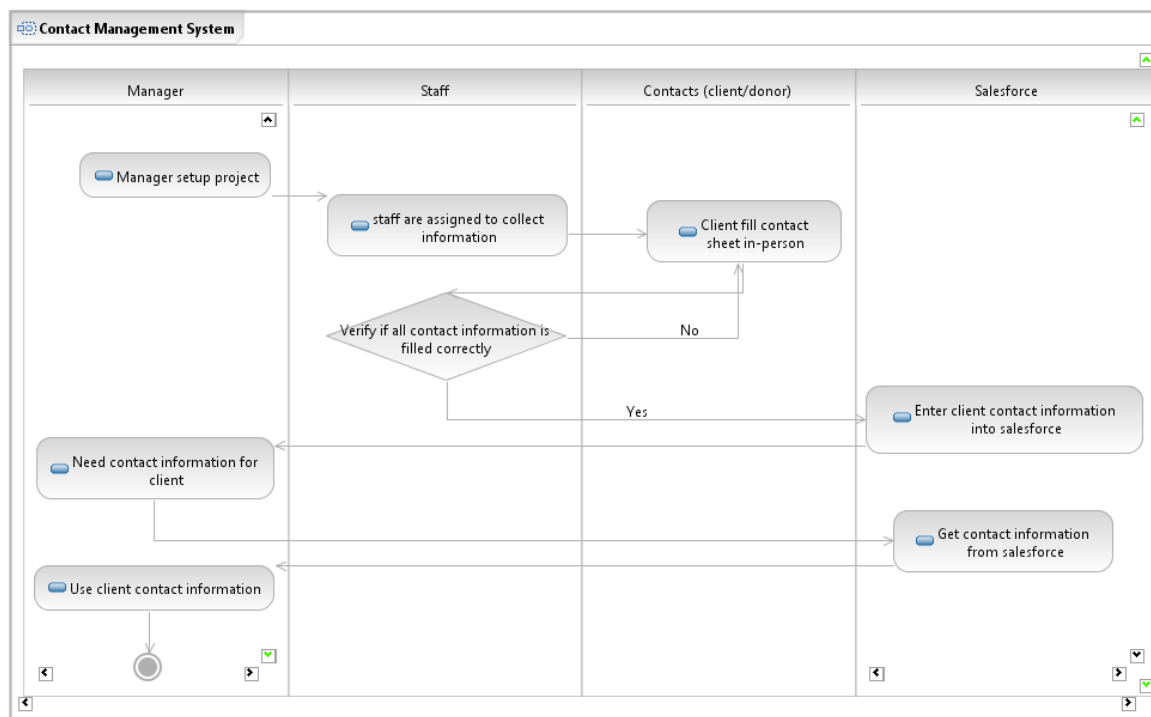 Contact Management System
Manager
Staff
Contacts (client/donor)
Salesforce
Manager setup project
staff are assigned to collect
information
Client fill contact
sheet in-person
Verify if all contact information is
filled correctly
No
Yes
Enter client contact information
into salesforce
Need contact information for
client
Get contact information
from salesforce
Use client contact information